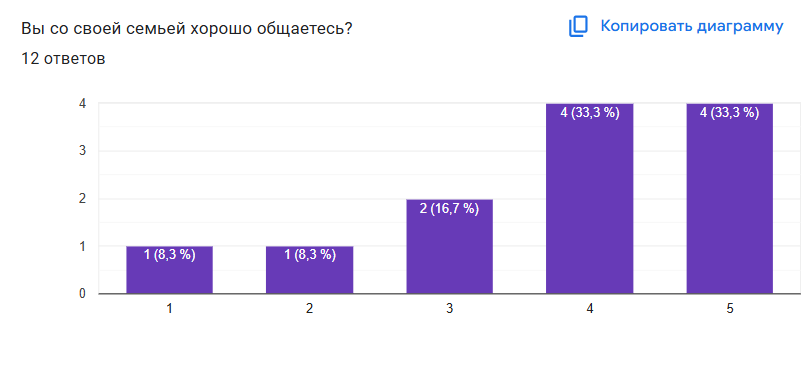 Вы со своей семьей хорошо общаетесь?
Копировать диаграмму
12 ответов
4
3
2
1
0
1 (8,3 %)
1 (8,3 %)
2 (16,7 %)
4 (33,3 %)
4 (33,3 %)
1 2 3 4 5